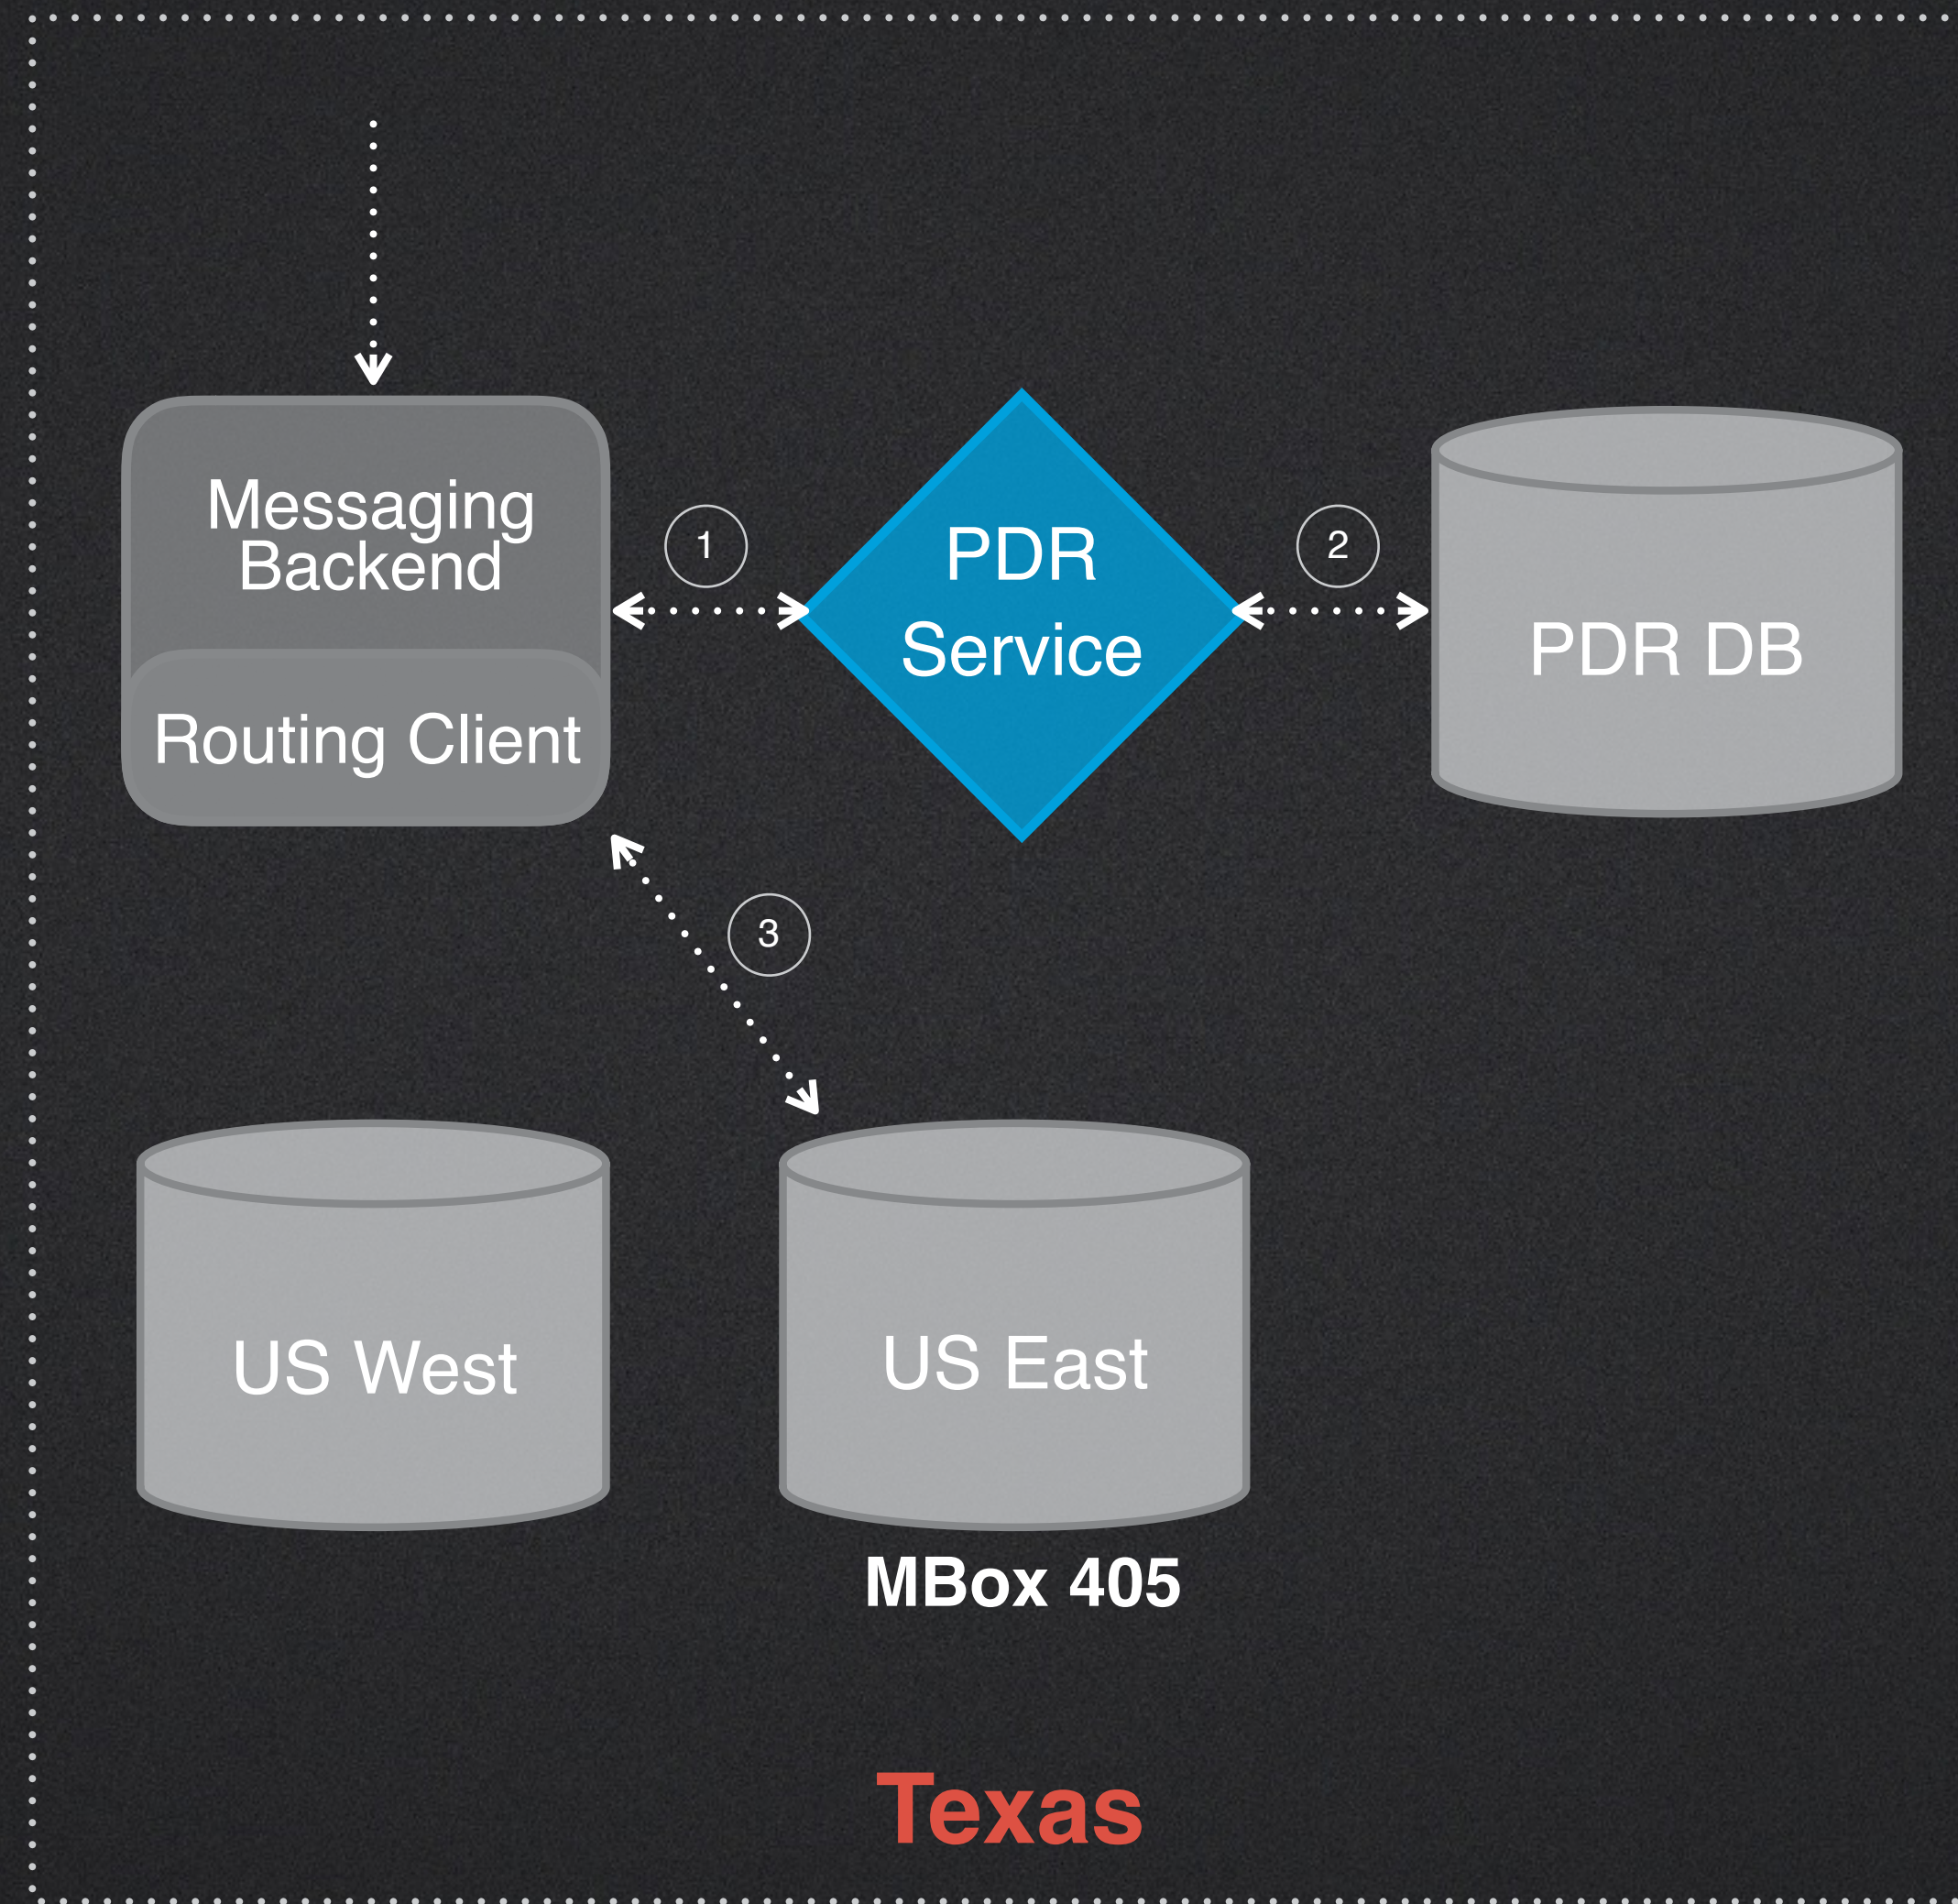 Messaging
Backend
Routing Client
1
PDR
Service
2
PDR DB
3
US West
US East
MBox 405
Texas